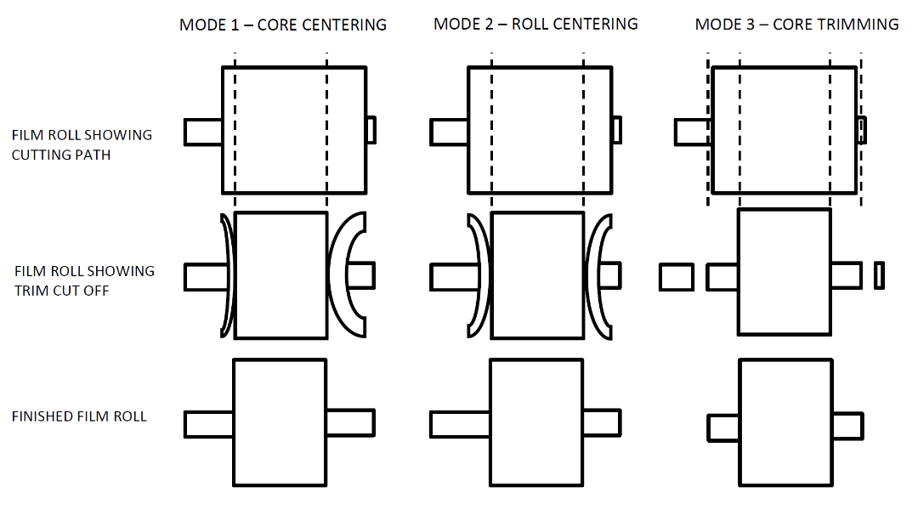 MODE 1 – CORE CENTERING
MODE 2 – ROLL CENTERING
MODE 3 – CORE TRIMMING
FILM ROLL SHOWING
CUTTING PATH
FILM ROLL SHOWING
TRIM CUT OFF
FINISHED FILM ROLL